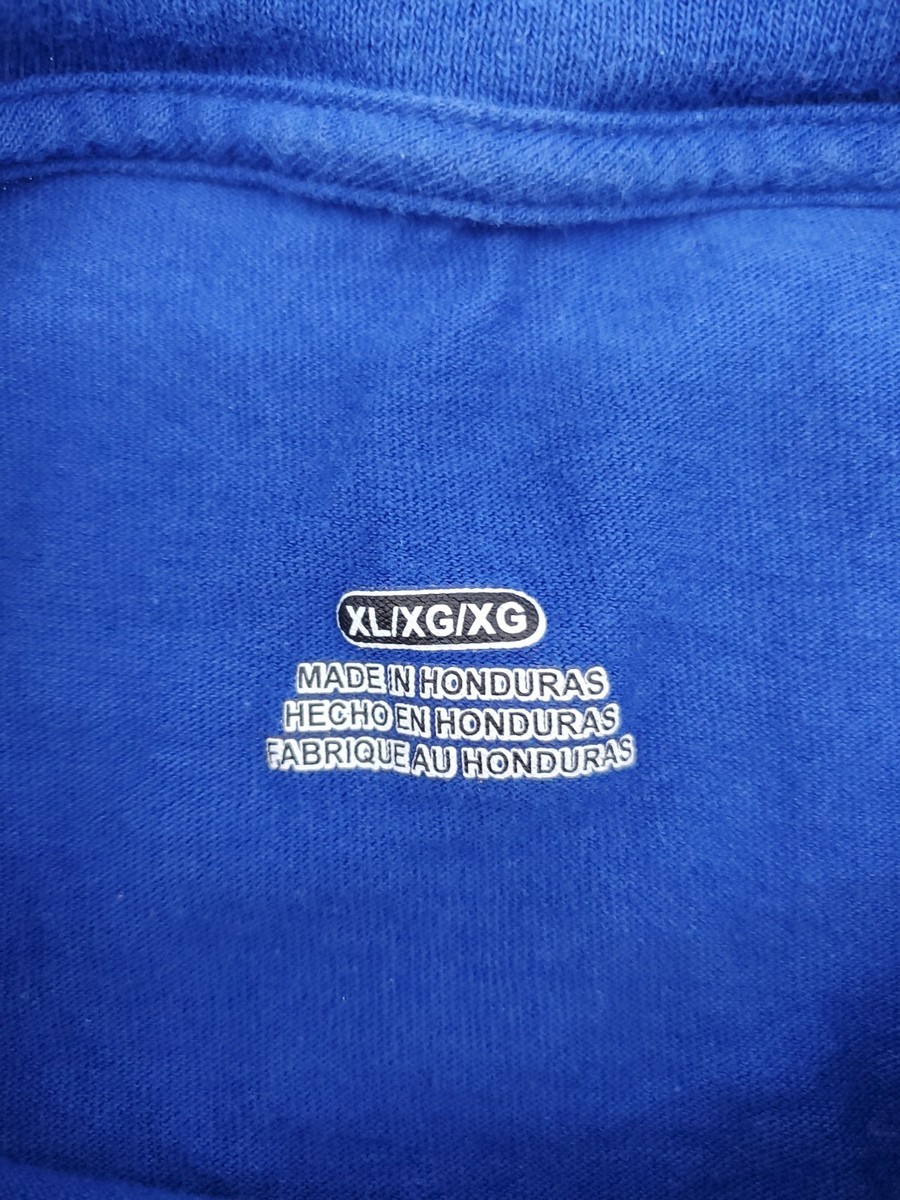 XL/XG/XG
MADE IN HONDURAS
HECHO EN HONDURAS
FABRIQUE AU HONDURAS